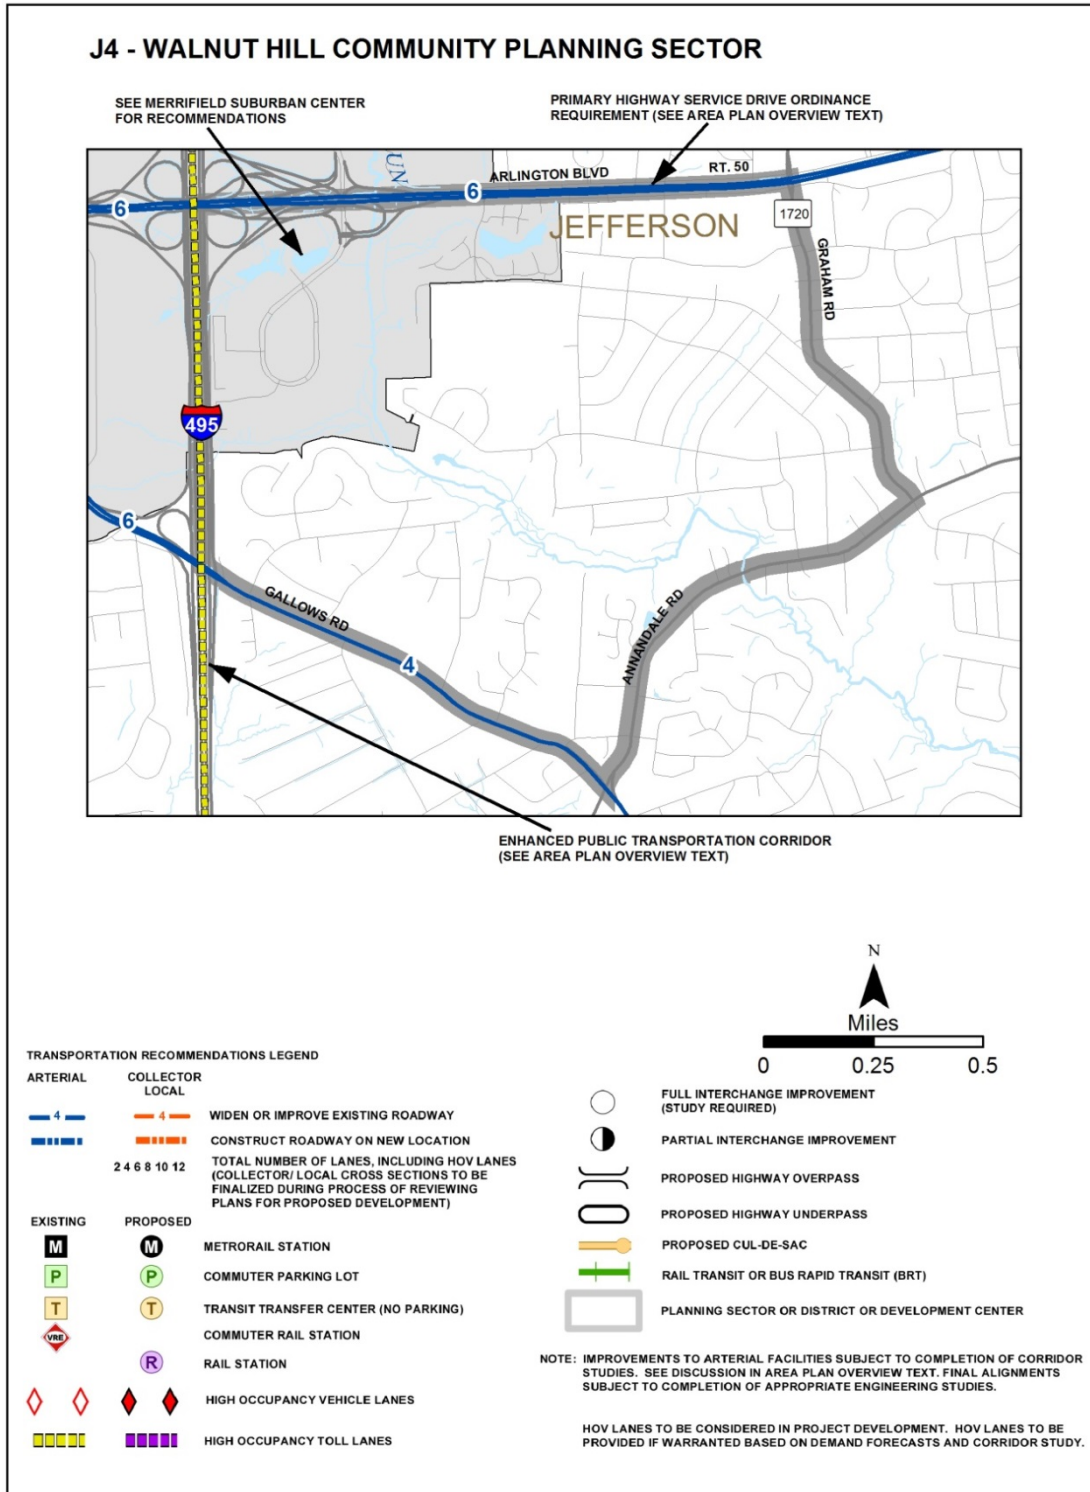 J4 - WALNUT HILL COMMUNITY PLANNING SECTOR
SEE MERRIFIELD SUBURBAN CENTER
FOR RECOMMENDATIONS
PRIMARY HIGHWAY SERVICE DRIVE ORDINANCE
REQUIREMENT (SEE AREA PLAN OVERVIEW TEXT)
UN
ARLINGTON BLVD
RT. 50
6
6
JEFFERSON
1720
GRAHAM RD
495
6
GALLOWS RD
4
ANNANDALE RD
ENHANCED PUBLIC TRANSPORTATION CORRIDOR
(SEE AREA PLAN OVERVIEW TEXT)
N
Miles
0 0.25 0.5
TRANSPORTATION RECOMMENDATIONS LEGEND
ARTERIAL
COLLECTOR
LOCAL
4 4 WIDEN OR IMPROVE EXISTING ROADWAY
CONSTRUCT ROADWAY ON NEW LOCATION
2 4 6 8 10 12
TOTAL NUMBER OF LANES, INCLUDING HOV LANES
(COLLECTOR/ LOCAL CROSS SECTIONS TO BE
FINALIZED DURING PROCESS OF REVIEWING
PLANS FOR PROPOSED DEVELOPMENT)
EXISTING PROPOSED
M M METRORAIL STATION
P P COMMUTER PARKING LOT
T T TRANSIT TRANSFER CENTER (NO PARKING)
VRE COMMUTER RAIL STATION
R RAIL STATION
HIGH OCCUPANCY VEHICLE LANES
HIGH OCCUPANCY TOLL LANES
FULL INTERCHANGE IMPROVEMENT
(STUDY REQUIRED)
PARTIAL INTERCHANGE IMPROVEMENT
PROPOSED HIGHWAY OVERPASS
PROPOSED HIGHWAY UNDERPASS
PROPOSED CUL-DE-SAC
RAIL TRANSIT OR BUS RAPID TRANSIT (BRT)
PLANNING SECTOR OR DISTRICT OR DEVELOPMENT CENTER
NOTE: IMPROVEMENTS TO ARTERIAL FACILITIES SUBJECT TO COMPLETION OF CORRIDOR
STUDIES. SEE DISCUSSION IN AREA PLAN OVERVIEW TEXT. FINAL ALIGNMENTS
SUBJECT TO COMPLETION OF APPROPRIATE ENGINEERING STUDIES.
HOV LANES TO BE CONSIDERED IN PROJECT DEVELOPMENT. HOV LANES TO BE
PROVIDED IF WARRANTED BASED ON DEMAND FORECASTS AND CORRIDOR STUDY.